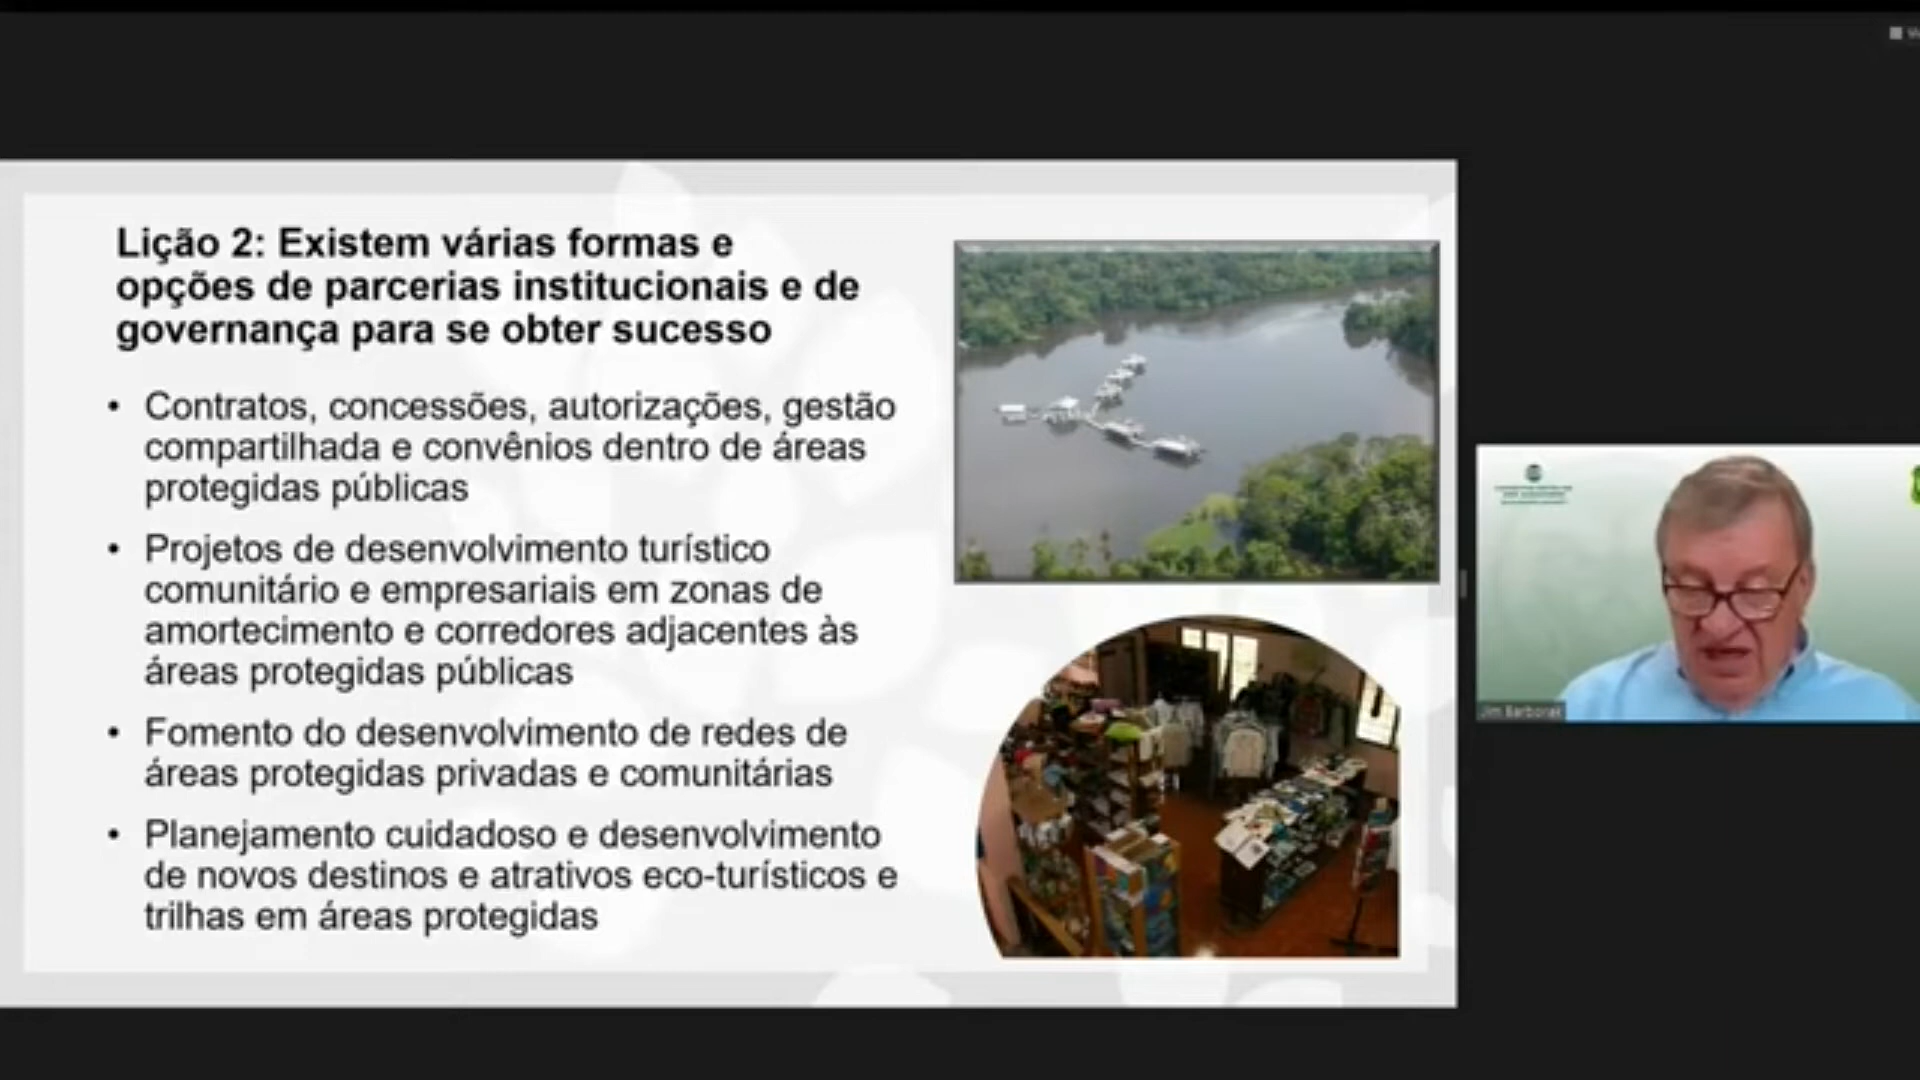 Lição 2: Existem várias formas e
opções de parcerias institucionais e de
governança para se obter sucesso
• Contratos, concessões, autorizações, gestão
compartilhada e convênios dentro de áreas
protegidas públicas
• Projetos de desenvolvimento turístico
comunitário e empresariais em zonas de
amortecimento e corredores adjacentes às
áreas protegidas públicas
• Fomento do desenvolvimento de redes de
áreas protegidas privadas e comunitárias
• Planejamento cuidadoso e desenvolvimento
de novos destinos e atrativos eco-turísticos e
trilhas em áreas protegidas
Jim Barborak